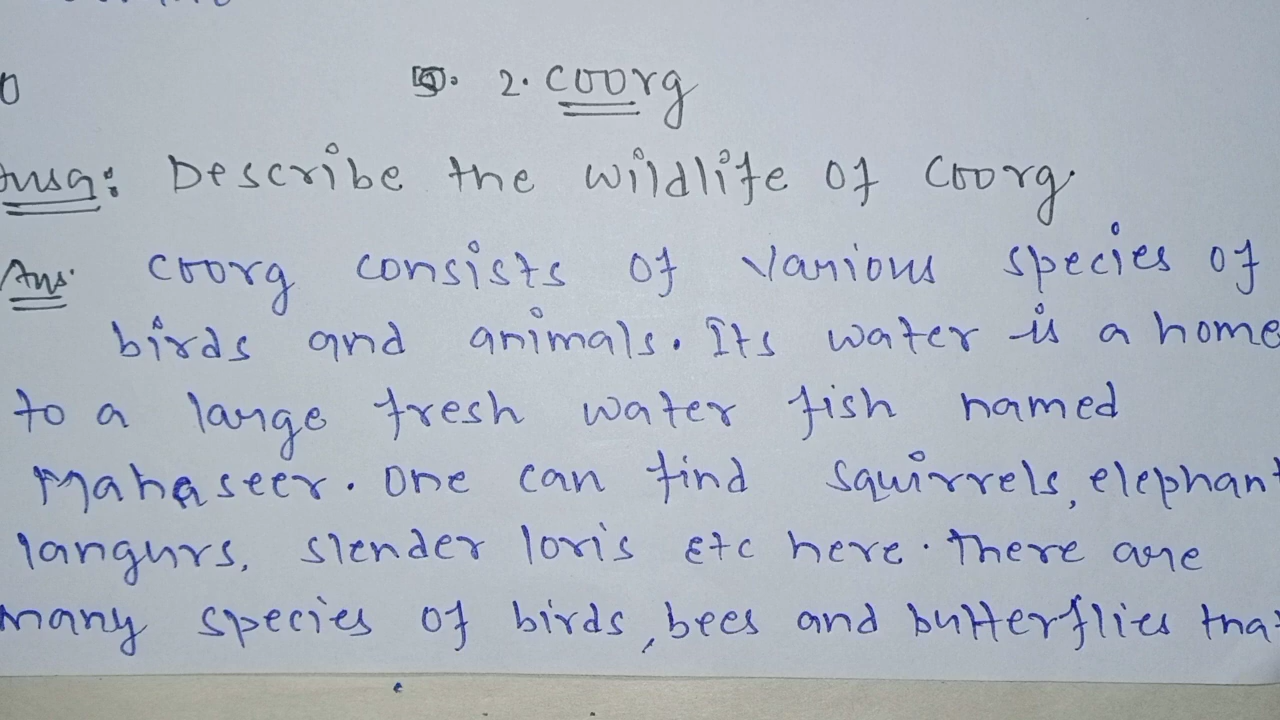 2. Coorg
Describe the wildlife of Coorg.
Ans: Coorg consists of various species of
birds and animals. Its water is a home
to a large fresh water fish named
Mahaseer. One can find squirrels, elephant
langurs, slender loris etc here. There are
many species of birds, bees and butterflies tha